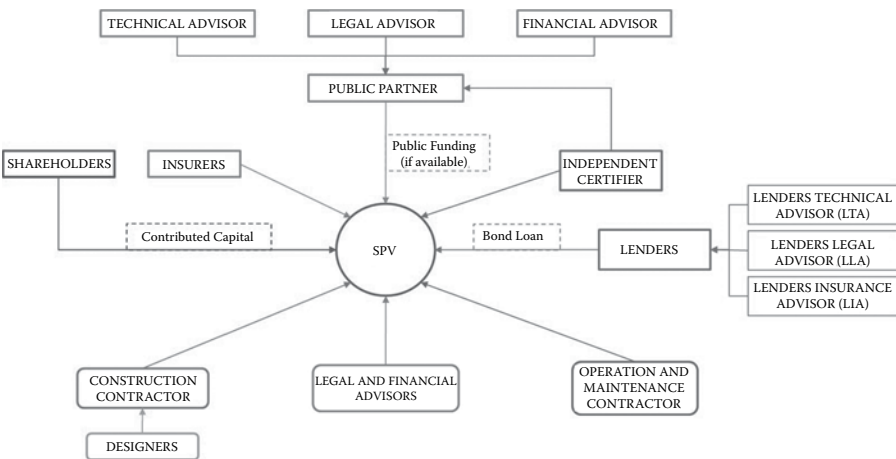 TECHNICAL ADVISOR
LEGAL ADVISOR
FINANCIAL ADVISOR
PUBLIC PARTNER
Public Funding
(if available)
SHAREHOLDERS
INSURERS
INDEPENDENT
CERTIFIER
LENDERS TECHNICAL
ADVISOR (LTA)
Contributed Capital
SPV
Bond Loan
LENDERS
LENDERS LEGAL
ADVISOR (LLA)
LENDERS INSURANCE
ADVISOR (LIA)
CONSTRUCTION
CONTRACTOR
LEGAL AND FINANCIAL
ADVISORS
OPERATION AND
MAINTENANCE
CONTRACTOR
DESIGNERS